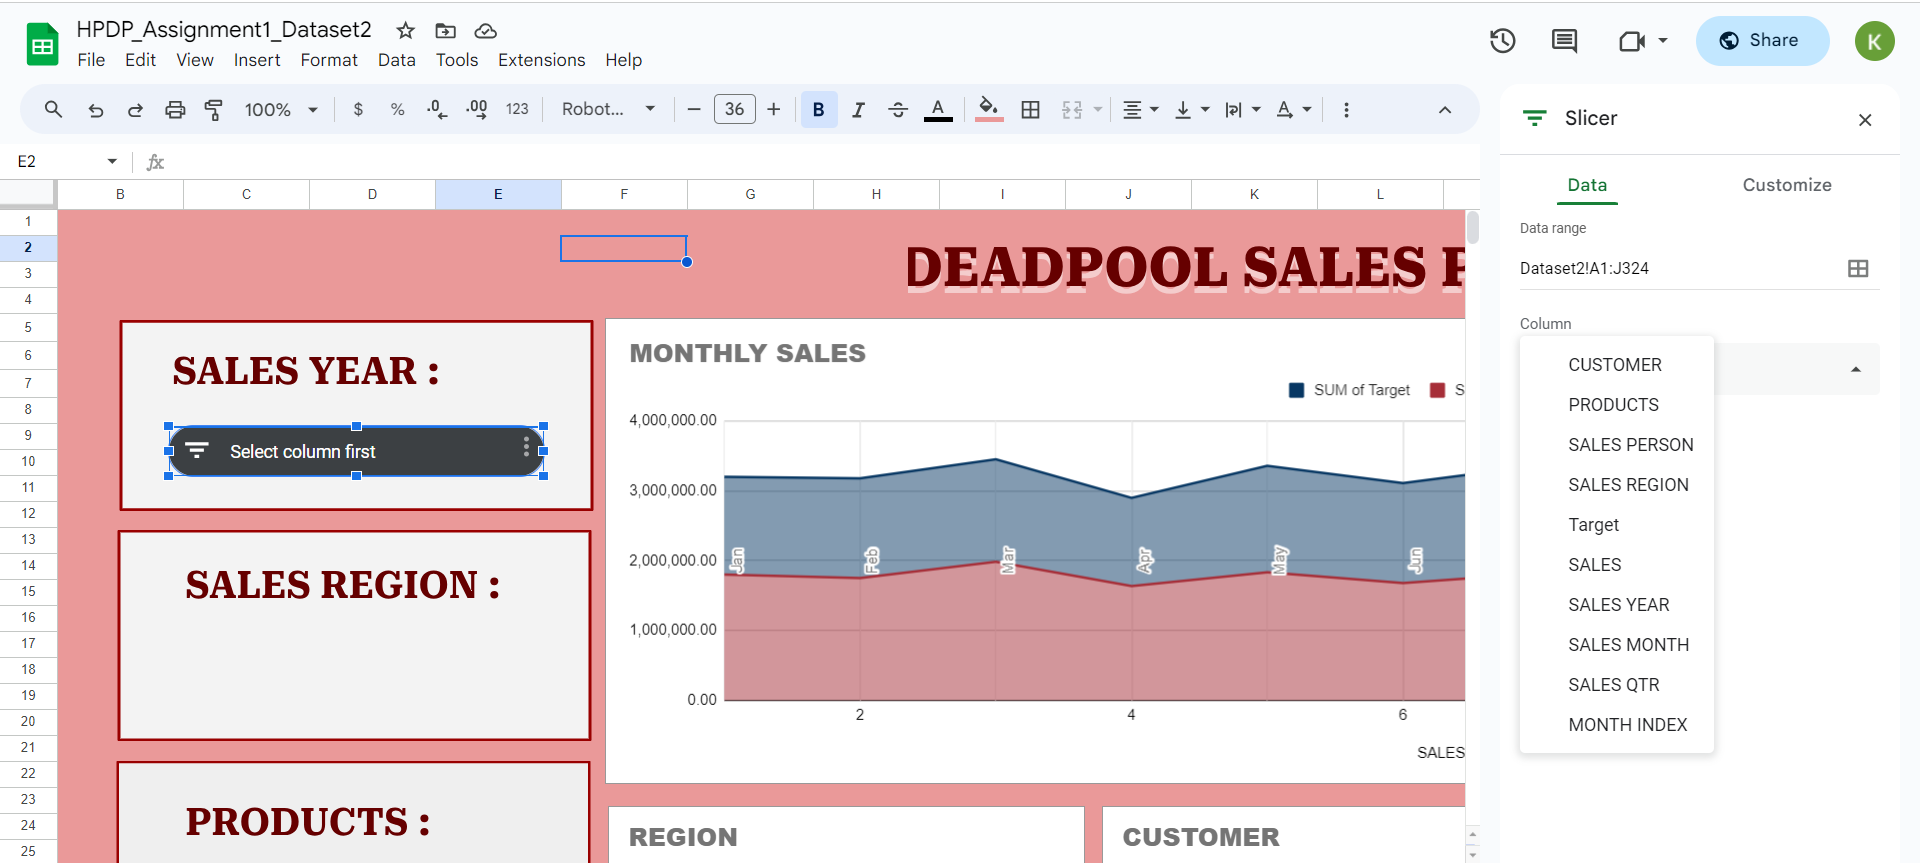 HPDP_Assignment1_Dataset2
File Edit View Insert Format Data Tools Extensions Help
Share
K
100% $ % .0 .00 123 Robot... − 36 + B I A A
E2 fx
B C D E F G H I J K L
1
2
3
4
5
6
7
8
9
10
11
12
13
14
15
16
17
18
19
20
21
22
23
24
25
DEADPOOL SALES P
SALES YEAR :
Select column first
SALES REGION :
PRODUCTS :
MONTHLY SALES
SUM of Target S
4,000,000.00
3,000,000.00
2,000,000.00
1,000,000.00
0.00
Jan Feb Mar Apr May Jun
2 4 6
SALES
REGION
CUSTOMER
Slicer
Data Customize
Data range
Dataset2!A1:J324
Column
CUSTOMER
PRODUCTS
SALES PERSON
SALES REGION
Target
SALES
SALES YEAR
SALES MONTH
SALES QTR
MONTH INDEX